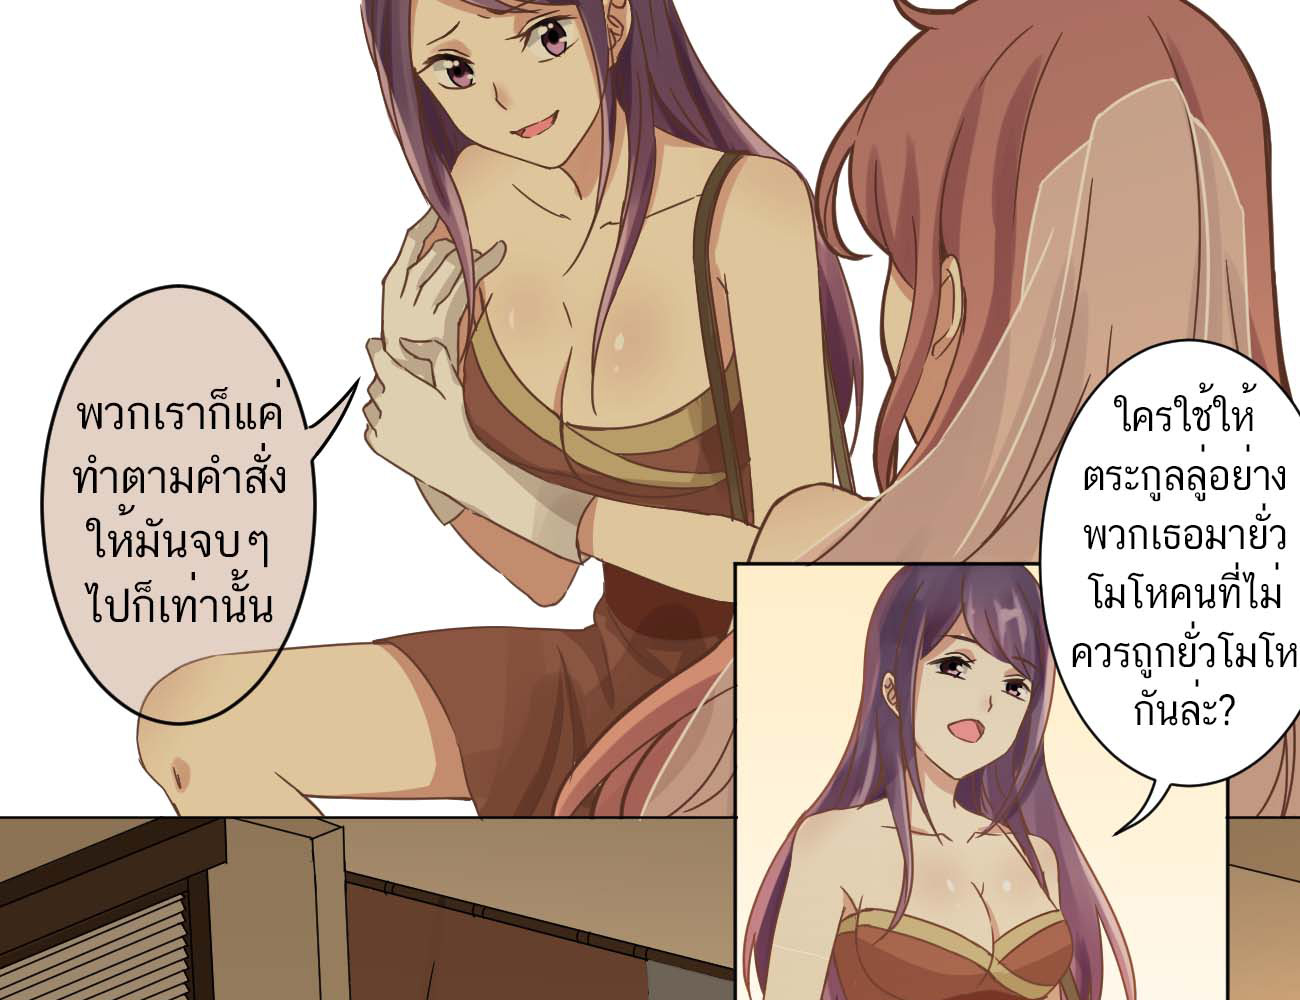 พวกเราก็แค่
ทำตามคำสั่ง
ให้มันจบๆ
ไปก็เท่านั้น
ใครใช้ให้
ตระกูลลู่อย่าง
พวกเธอมายั่ว
โมโหคนที่ไม่
ควรถูกยั่วโมโห
กันล่ะ?